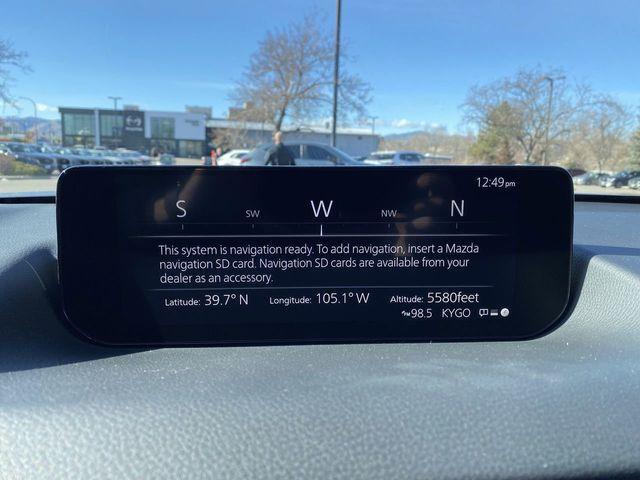 12:49pm
S SW W NW N
This system is navigation ready. To add navigation, insert a Mazda
navigation SD card. Navigation SD cards are available from your
dealer as an accessory.
Latitude: 39.7° N Longitude: 105.1° W Altitude: 5580feet
FM 98.5 KYGO